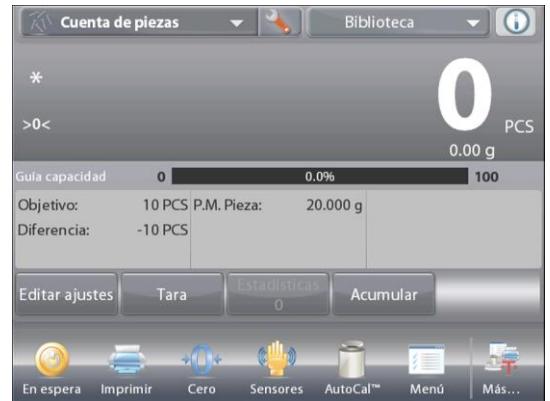 Cuenta de piezas Biblioteca
*
0 PCS
>0<
0.00 g
Guía capacidad 0 0.0% 100
Objetivo: 10 PCS P.M. Pieza: 20.000 g
Diferencia: -10 PCS
Editar ajustes Tara Estadísticas 0 Acumular
En espera Imprimir Cero Sensores AutoCal™ Menú Más...